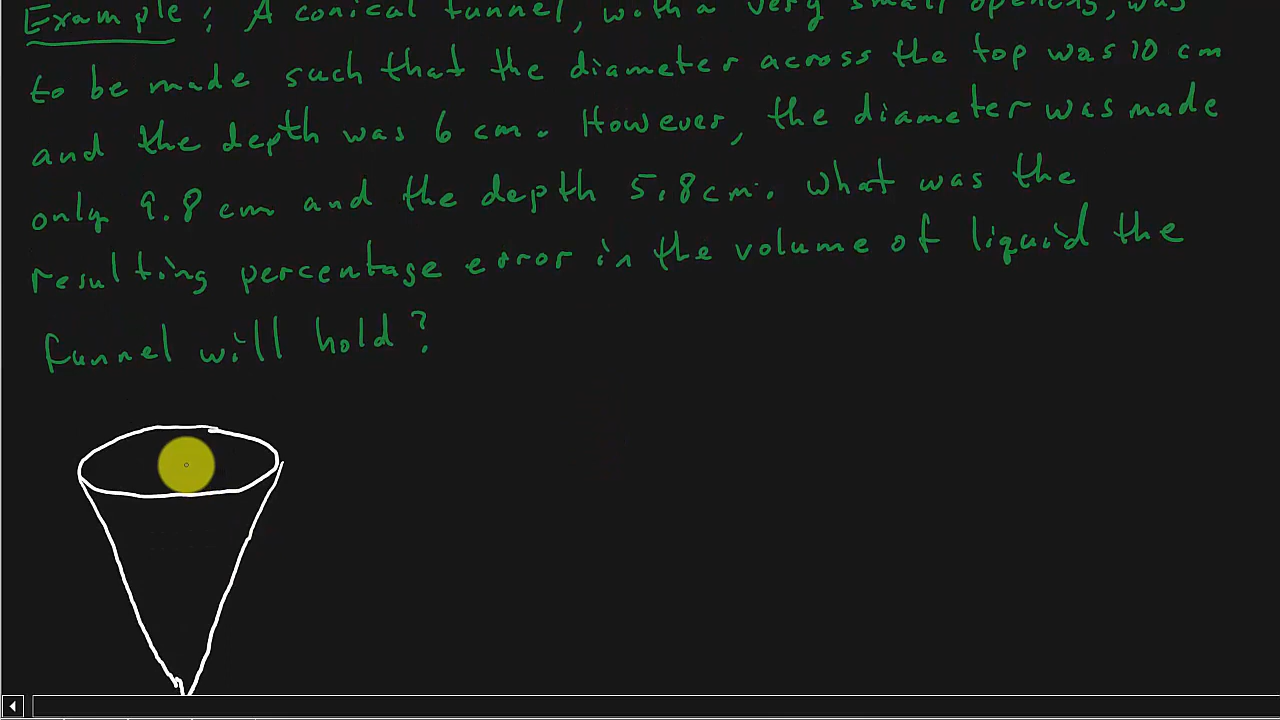 Example: A conical funnel, with a very small opening, was
to be made such that the diameter across the top was 10 cm
and the depth was 6 cm. However, the diameter was made
only 9.8 cm and the depth 5.8 cm. What was the
resulting percentage error in the volume of liquid the
funnel will hold?